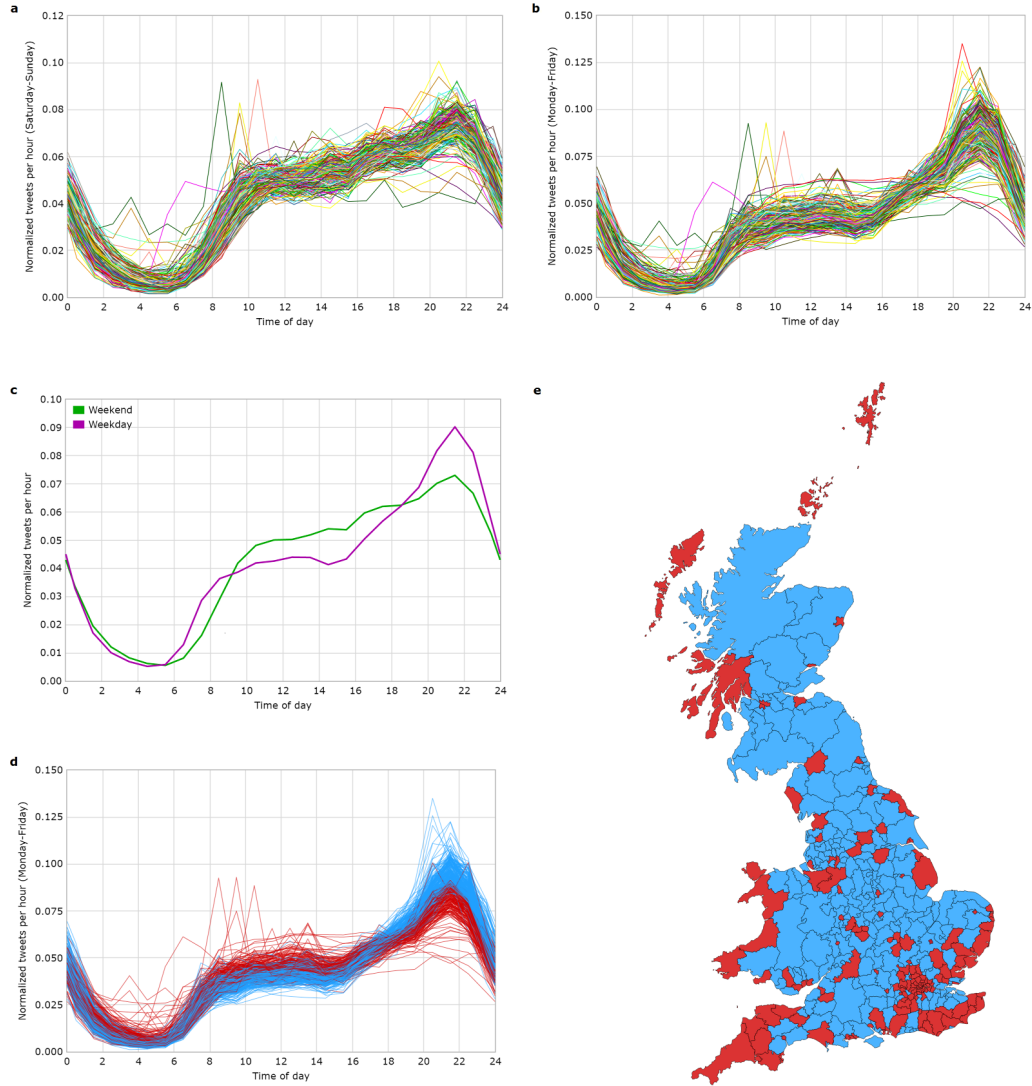 a
Normalized tweets per hour (Saturday-Sunday)
0.12
0.10
0.08
0.06
0.04
0.02
0.00
0 2 4 6 8 10 12 14 16 18 20 22 24
Time of day
b
Normalized tweets per hour (Monday-Friday)
0.150
0.125
0.100
0.075
0.050
0.025
0.000
0 2 4 6 8 10 12 14 16 18 20 22 24
Time of day
c
Normalized tweets per hour
0.10
0.09
0.08
0.07
0.06
0.05
0.04
0.03
0.02
0.01
0.00
Weekend
Weekday
0 2 4 6 8 10 12 14 16 18 20 22 24
Time of day
d
Normalized tweets per hour (Monday-Friday)
0.150
0.125
0.100
0.075
0.050
0.025
0.000
0 2 4 6 8 10 12 14 16 18 20 22 24
Time of day
e